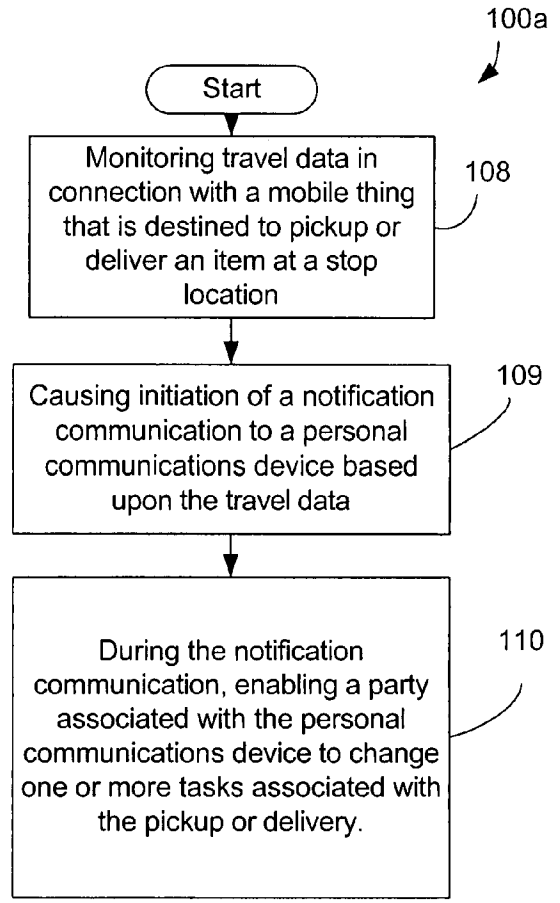 100a
Start
Monitoring travel data in
connection with a mobile thing
that is destined to pickup or
deliver an item at a stop
location
108
Causing initiation of a notification
communication to a personal
communications device based
upon the travel data
109
During the notification
communication, enabling a party
associated with the personal
communications device to change
one or more tasks associated with
the pickup or delivery.
110